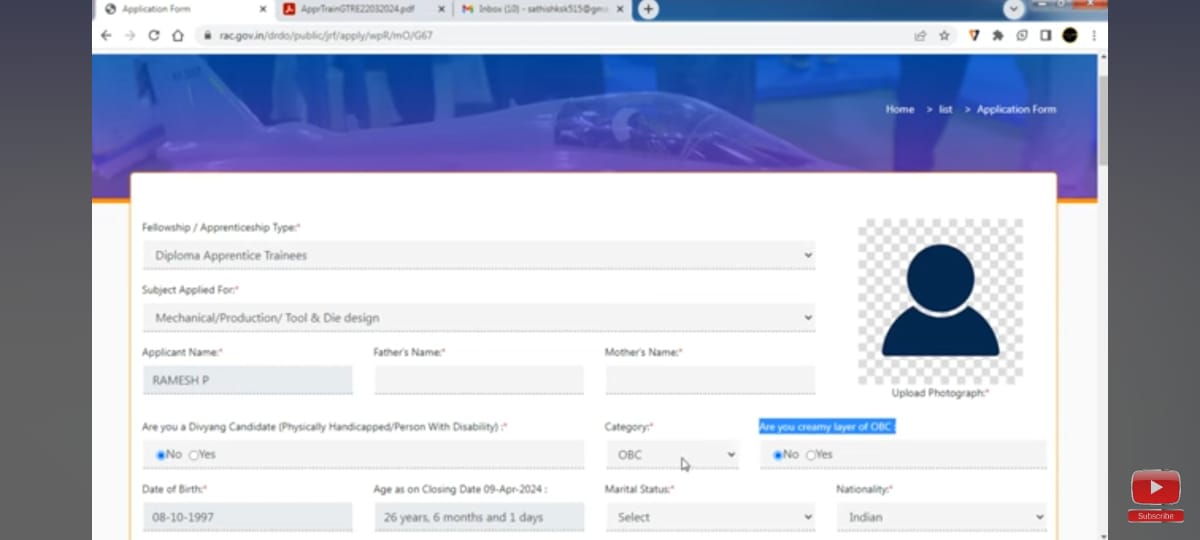 Application Form
ApprTrainGTRE22032024.pdf
Inbox (10) - sathishksk515@gm
rac.gov.in/drdo/public/jrf/apply/wpR/mO/G67
Home > list > Application Form
Fellowship / Apprenticeship Type:*
Diploma Apprentice Trainees
Subject Applied For:*
Mechanical/Production/ Tool & Die design
Applicant Name:* Father's Name:* Mother's Name:*
RAMESH P
Upload Photograph:*
Are you a Divyang Candidate (Physically Handicapped/Person With Disability) :* Category:* Are you creamy layer of OBC :
No Yes OBC No Yes
Date of Birth:* Age as on Closing Date 09-Apr-2024 : Marital Status:* Nationality:*
08-10-1997 26 years, 6 months and 1 days Select Indian
Subscribe